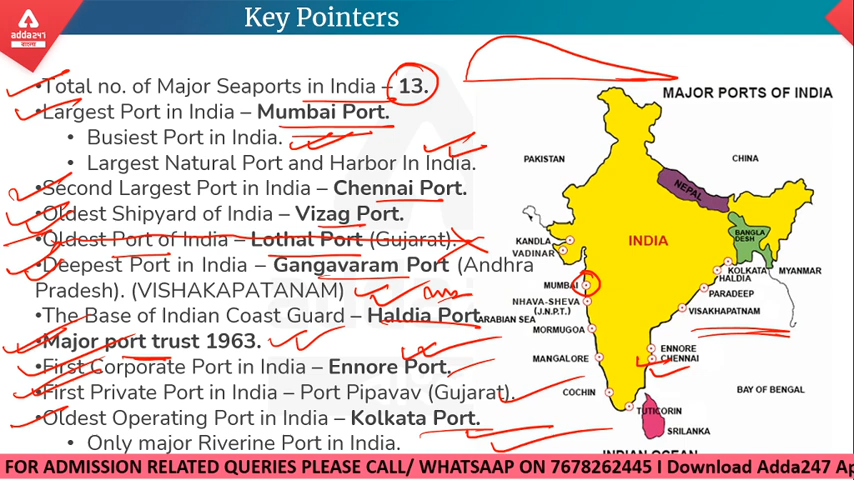 Key Pointers
adda247
বাংলা
•Total no. of Major Seaports in India – 13.
•Largest Port in India – Mumbai Port.
• Busiest Port in India.
• Largest Natural Port and Harbor In India.
•Second Largest Port in India – Chennai Port.
•Oldest Shipyard of India – Vizag Port.
•Oldest Port of India – Lothal Port (Gujarat).
•Deepest Port in India – Gangavaram Port (Andhra
Pradesh). (VISHAKAPATANAM)
•The Base of Indian Coast Guard – Haldia Port.
•Major port trust 1963.
•First Corporate Port in India – Ennore Port.
•First Private Port in India – Port Pipavav (Gujarat).
•Oldest Operating Port in India – Kolkata Port.
• Only major Riverine Port in India.
MAJOR PORTS OF INDIA
PAKISTAN
CHINA
NEPAL
INDIA
BANGLA
DESH
KANDLA
VADINAR
KOLKATA
MYANMAR
HALDIA
MUMBAI
PARADEEP
NHAVA-SHEVA
(J.N.P.T.)
VISAKHAPATNAM
ARABIAN SEA
MORMUGOA
ENNORE
CHENNAI
MANGALORE
COCHIN
BAY OF BENGAL
TUTICORIN
SRILANKA
INDIAN OCEAN
FOR ADMISSION RELATED QUERIES PLEASE CALL/ WHATSAAP ON 7678262445 I Download Adda247 Ap